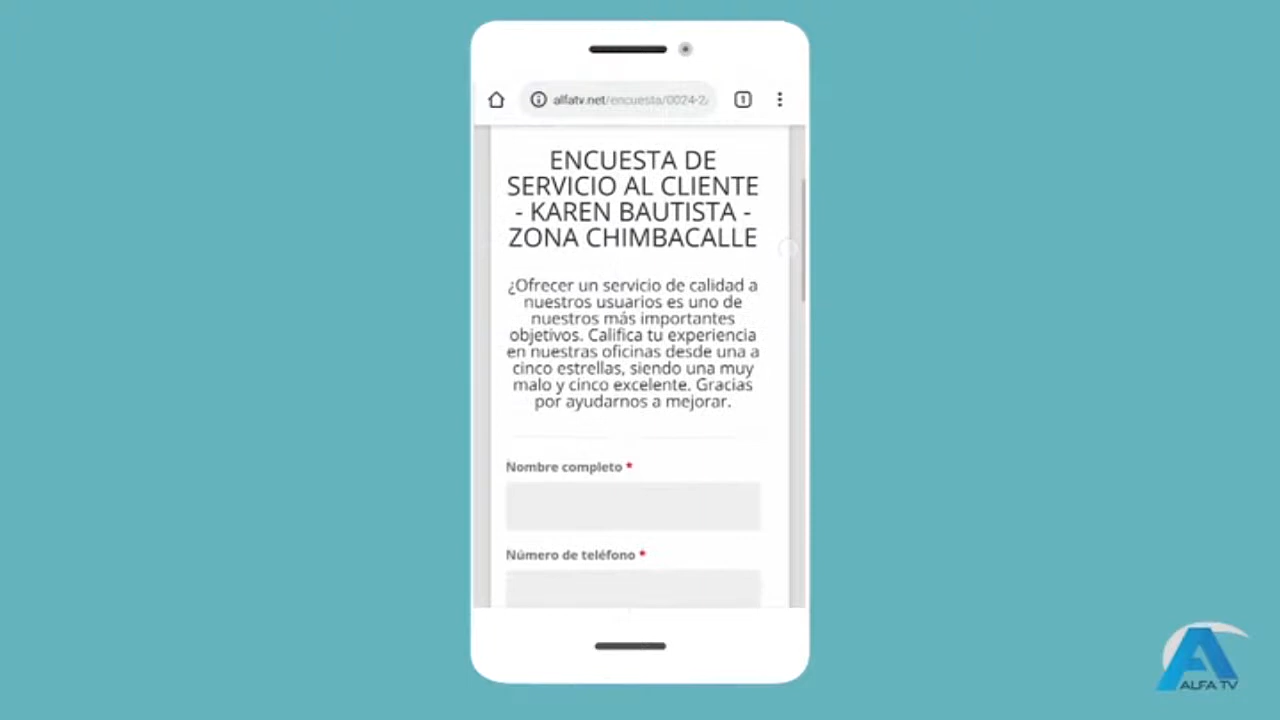 alfatv.net/encuesta/0024-2/
1
ENCUESTA DE
SERVICIO AL CLIENTE
- KAREN BAUTISTA -
ZONA CHIMBACALLE
¿Ofrecer un servicio de calidad a
nuestros usuarios es uno de
nuestros más importantes
objetivos. Califica tu experiencia
en nuestras oficinas desde una a
cinco estrellas, siendo una muy
malo y cinco excelente. Gracias
por ayudarnos a mejorar.
Nombre completo *
Número de teléfono *
ALFA TV